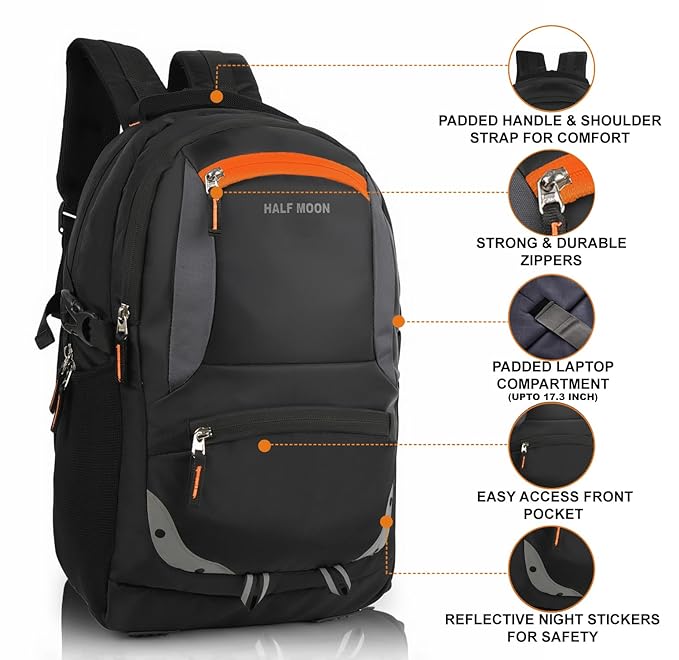 PADDED HANDLE & SHOULDER
STRAP FOR COMFORT
HALF MOON
STRONG & DURABLE
ZIPPERS
PADDED LAPTOP
COMPARTMENT
(UPTO 17.3 INCH)
EASY ACCESS FRONT
POCKET
REFLECTIVE NIGHT STICKERS
FOR SAFETY